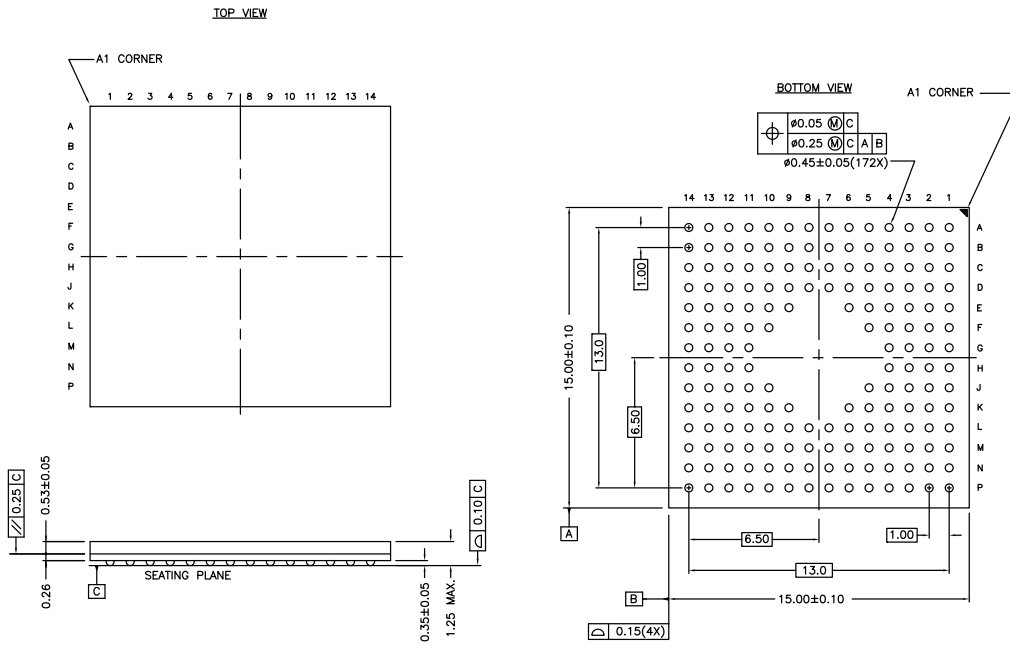 TOP VIEW
A1 CORNER
1 2 3 4 5 6 7 8 9 10 11 12 13 14
A
B
C
D
E
F
G
H
J
K
L
M
N
P
// 0.25 C
0.53±0.05
0.26
C
SEATING PLANE
0.35±0.05
1.25 MAX.
0.10 C
BOTTOM VIEW
A1 CORNER
ø0.05 Ⓜ C
ø0.25 Ⓜ C A B
ø0.45±0.05(172X)
14 13 12 11 10 9 8 7 6 5 4 3 2 1
A
B
C
D
E
F
G
H
J
K
L
M
N
P
1.00
13.0
15.00±0.10
6.50
A
6.50
1.00
13.0
B
15.00±0.10
0.15(4X)